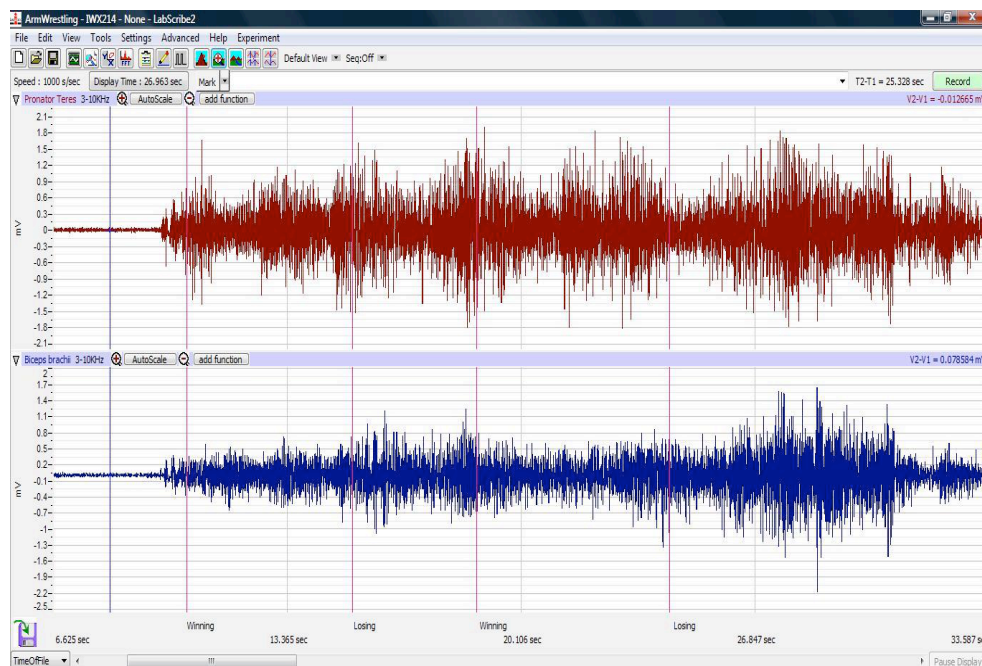 ArmWrestling - IWX214 - None - LabScribe2
File Edit View Tools Settings Advanced Help Experiment
Default View Seq:Off
Speed : 1000 s/sec Display Time : 26.963 sec Mark T2-T1 = 25.328 sec Record
Pronator Teres 3-10KHz AutoScale add function V2-V1 = -0.012665 m
2.1-
1.8-
1.5-
1.2-
0.9-
0.6-
0.3-
0-
-0.3-
-0.6-
-0.9-
-1.2-
-1.5-
-1.8-
-2.1-
mV
Biceps brachii 3-10KHz AutoScale add function V2-V1 = 0.078584 m
2-
1.7-
1.4-
1.1-
0.8-
0.5-
0.2-
-0.1-
-0.4-
-0.7-
-1-
-1.3-
-1.6-
-1.9-
-2.2-
-2.5-
mV
Winning Losing Winning Losing
6.625 sec 13.365 sec 20.106 sec 26.847 sec 33.587 s
TimeOfFile Pause Display